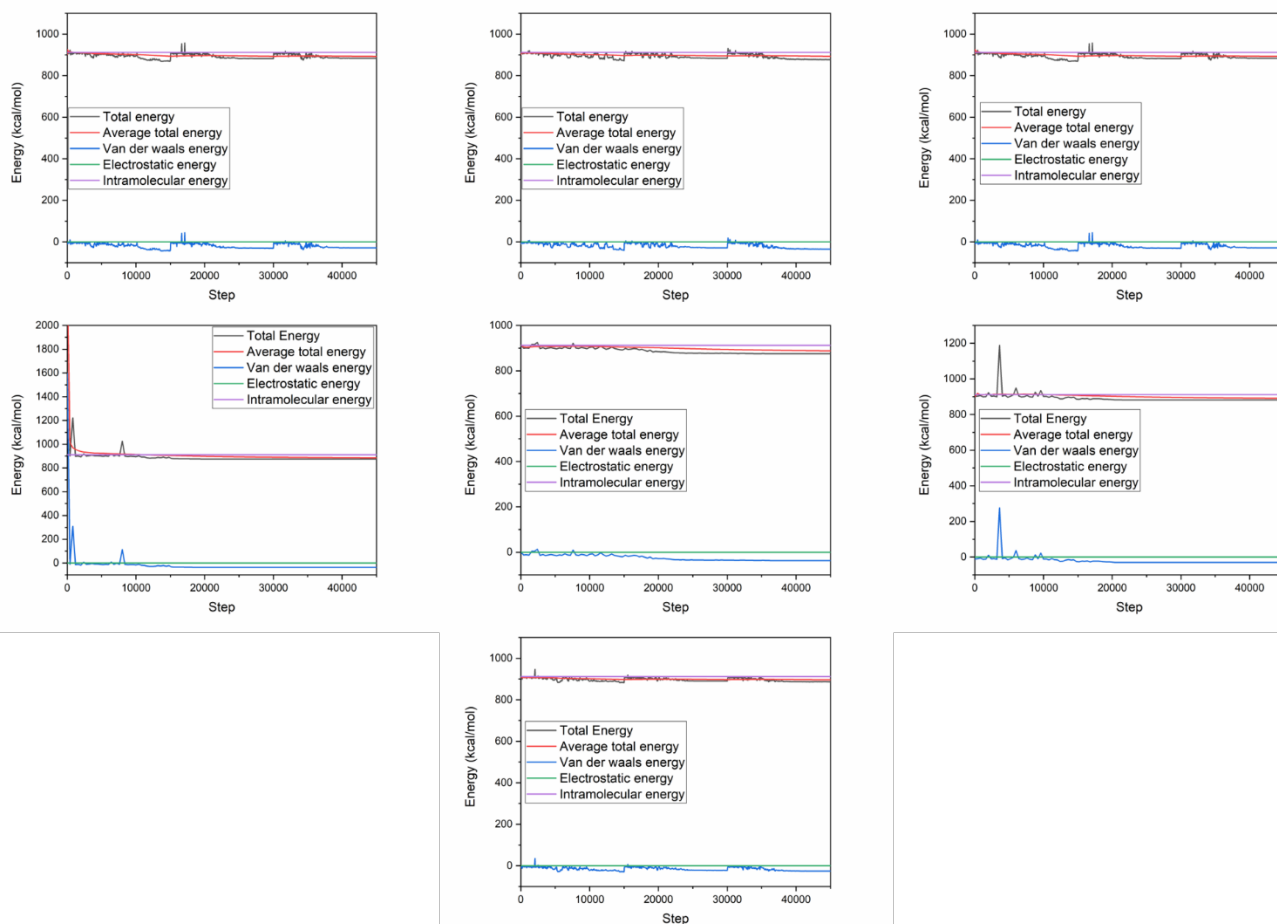 1000
800
600
400
200
0
Energy (kcal/mol)
Total energy
Average total energy
Van der waals energy
Electrostatic energy
Intramolecular energy
0 10000 20000 30000 40000
Step
1000
800
600
400
200
0
Energy (kcal/mol)
Total energy
Average total energy
Van der waals energy
Electrostatic energy
Intramolecular energy
0 10000 20000 30000 40000
Step
1000
800
600
400
200
0
Energy (kcal/mol)
Total energy
Average total energy
Van der waals energy
Electrostatic energy
Intramolecular energy
0 10000 20000 30000 40000
Step
2000
1800
1600
1400
1200
1000
800
600
400
200
0
Energy (kcal/mol)
Total Energy
Average total energy
Van der waals energy
Electrostatic energy
Intramolecular energy
0 10000 20000 30000 40000
Step
1000
800
600
400
200
0
Energy (kcal/mol)
Total Energy
Average total energy
Van der waals energy
Electrostatic energy
Intramolecular energy
0 10000 20000 30000 40000
Step
1200
1000
800
600
400
200
0
Energy (kcal/mol)
Total Energy
Average total energy
Van der waals energy
Electrostatic energy
Intramolecular energy
0 10000 20000 30000 40000
Step
1000
800
600
400
200
0
Energy (kcal/mol)
Total Energy
Average total energy
Van der waals energy
Electrostatic energy
Intramolecular energy
0 10000 20000 30000 40000
Step